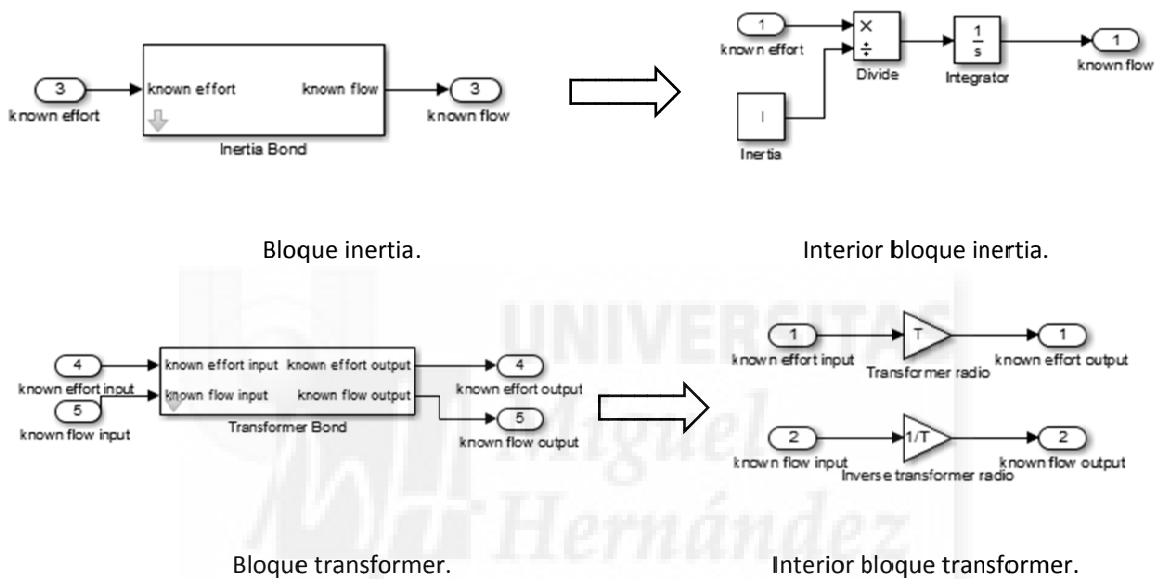 3
known effort
known effort
known flow
Inertia Bond
3
known flow
1
known effort
×
÷
Divide
1
s
Integrator
1
known flow
I
Inertia
Bloque inertia.
Interior bloque inertia.
UNIVERSITAS
Miguel
Hernández
4
known effort input
5
known flow input
known effort input
known effort output
known flow input
known flow output
Transformer Bond
4
known effort output
5
known flow output
1
known effort input
T
Transformer radio
1
known effort output
2
known flow input
1/T
Inverse transformer radio
2
known flow output
Bloque transformer.
Interior bloque transformer.